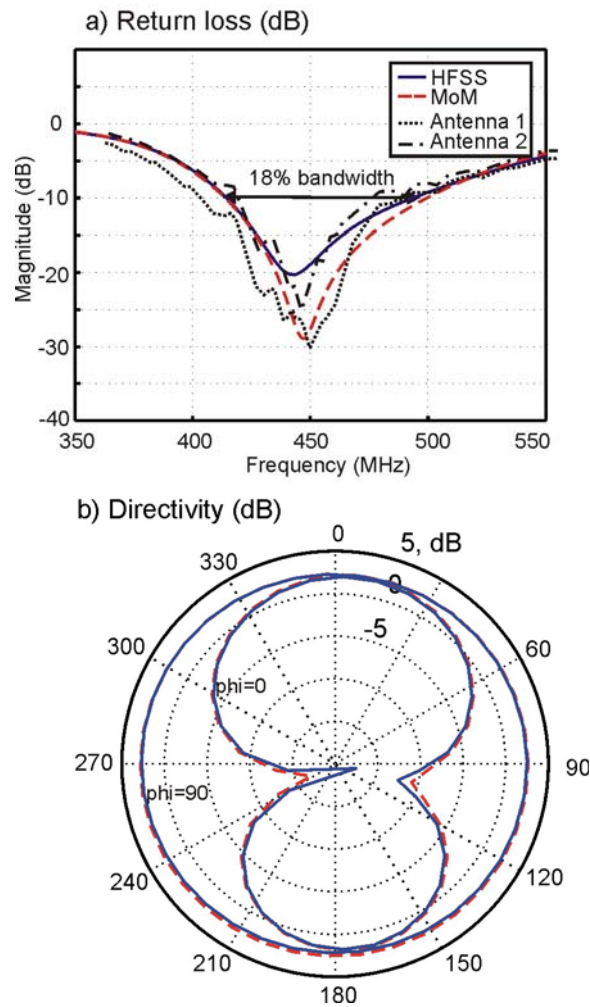 a) Return loss (dB)
HFSS
MoM
Antenna 1
Antenna 2
18% bandwidth
0
-10
-20
-30
-40
Magnitude (dB)
350
400
450
500
550
Frequency (MHz)
b) Directivity (dB)
0
5, dB
330
0
-5
60
300
phi=0
270
90
phi=90
240
120
210
150
180